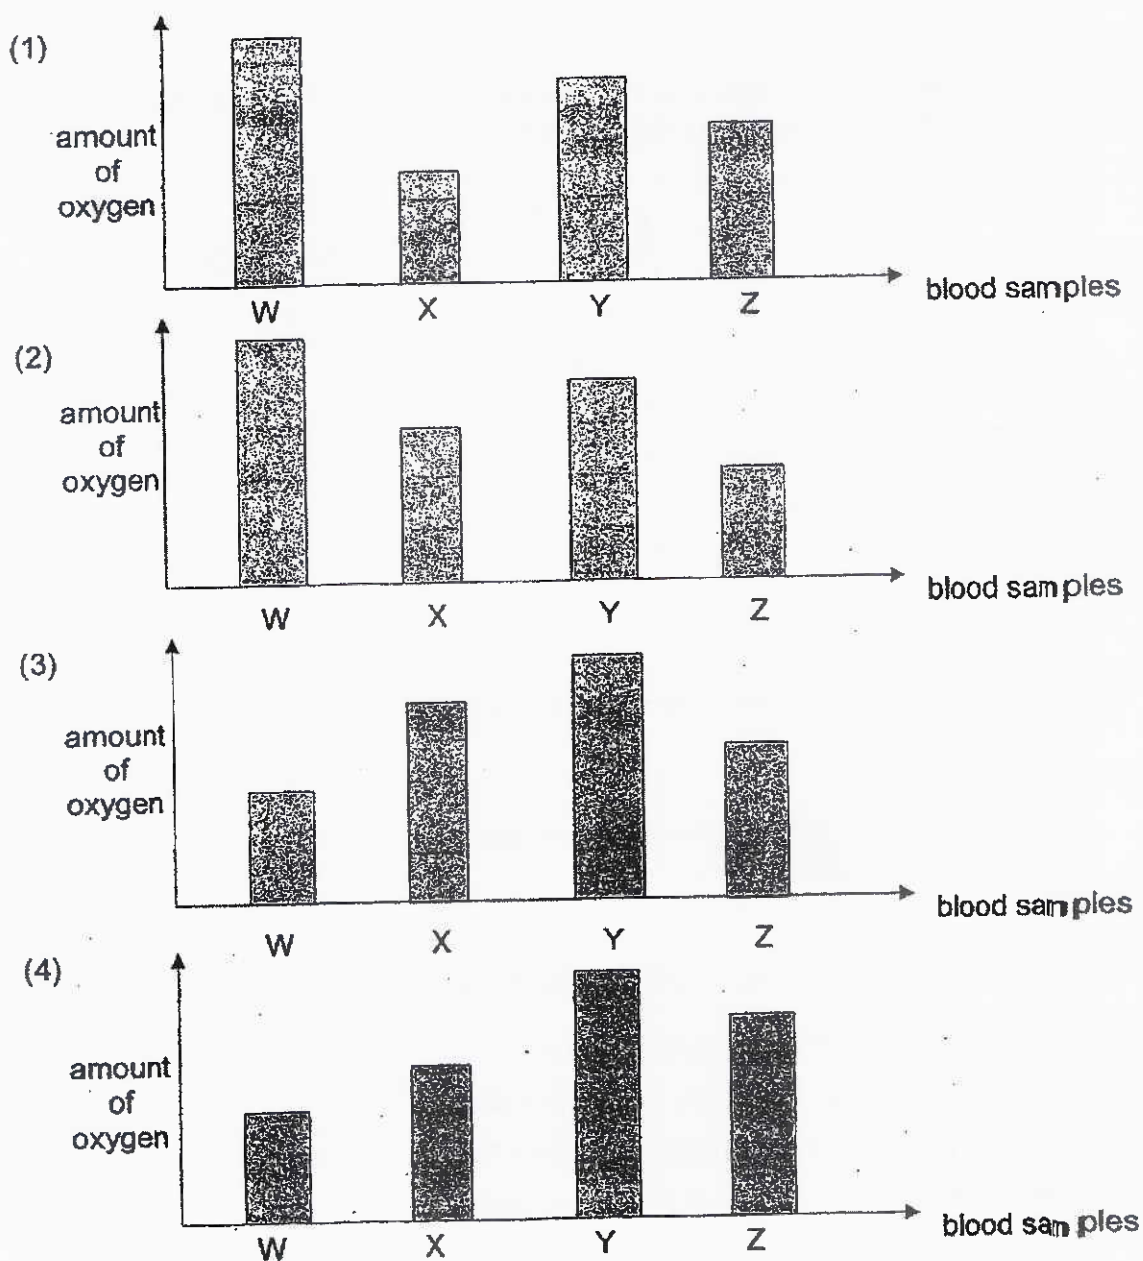 (1)
amount
of
oxygen
W X Y Z
blood samples
(2)
amount
of
oxygen
W X Y Z
blood samples
(3)
amount
of
oxygen
W X Y Z
blood samples
(4)
amount
of
oxygen
W X Y Z
blood samples